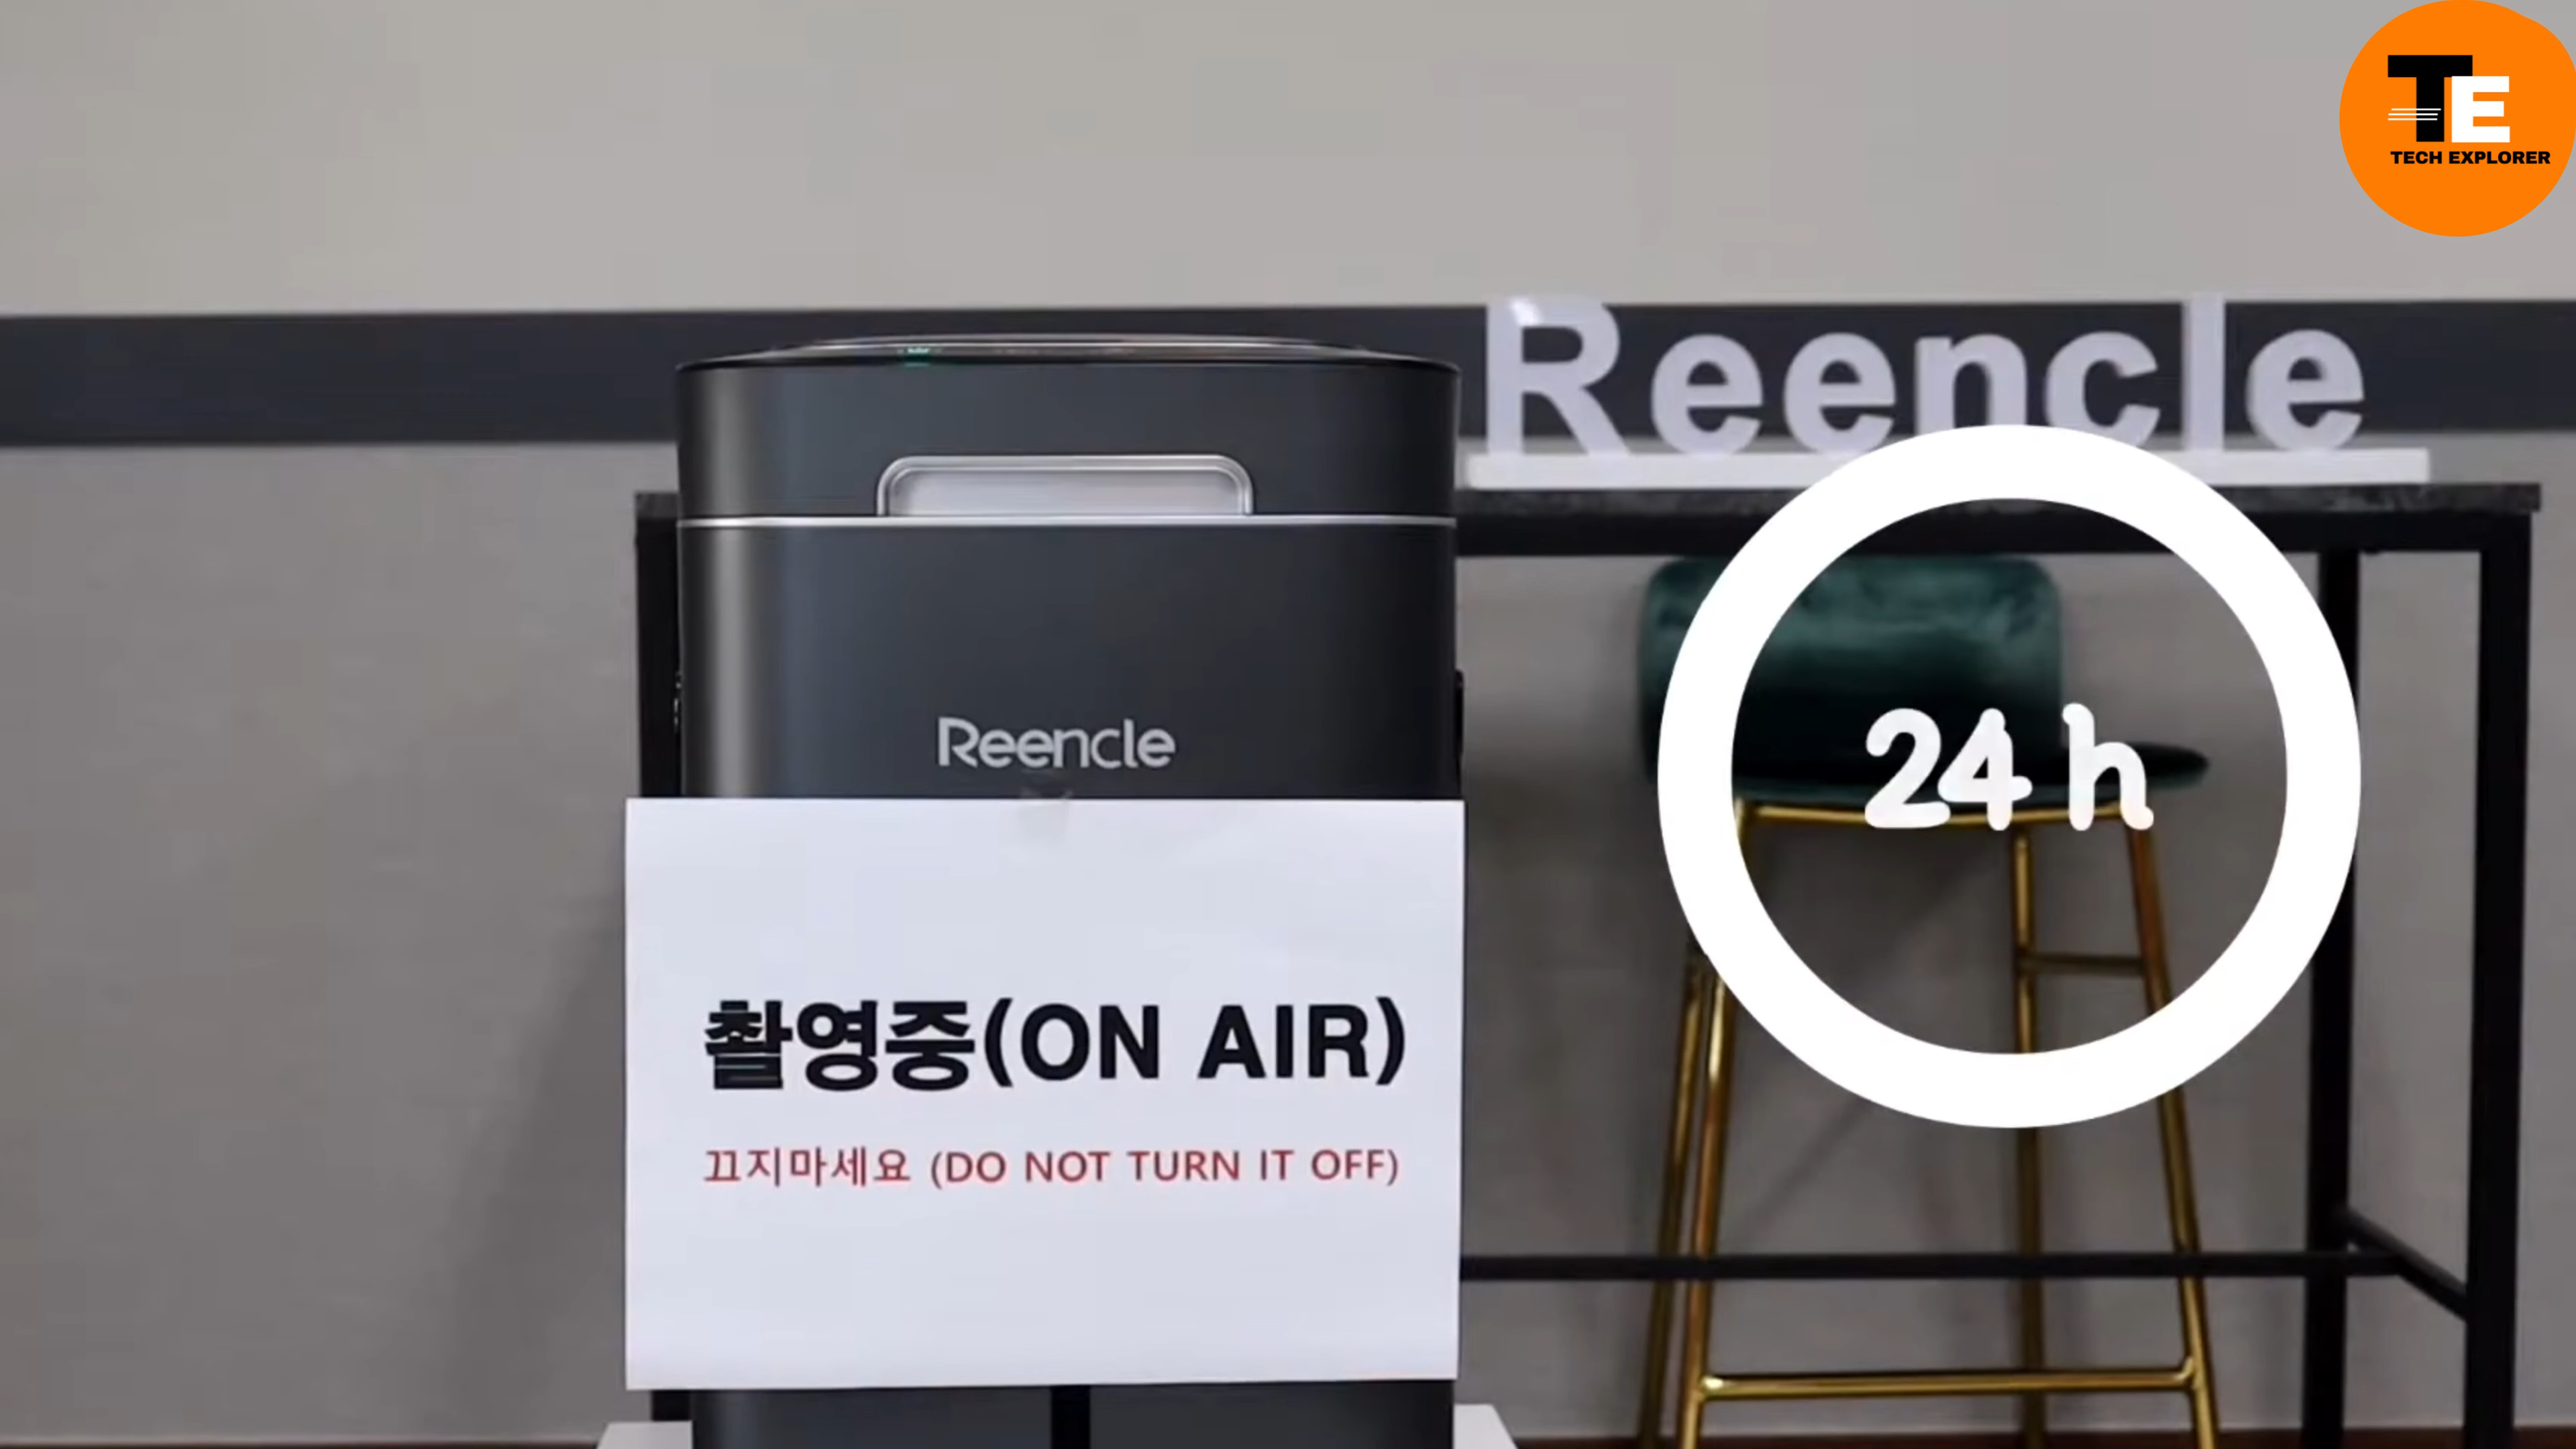 TE
TECH EXPLORER
Reencle
Reencle
24 h
촬영중(ON AIR)
끄지마세요 (DO NOT TURN IT OFF)